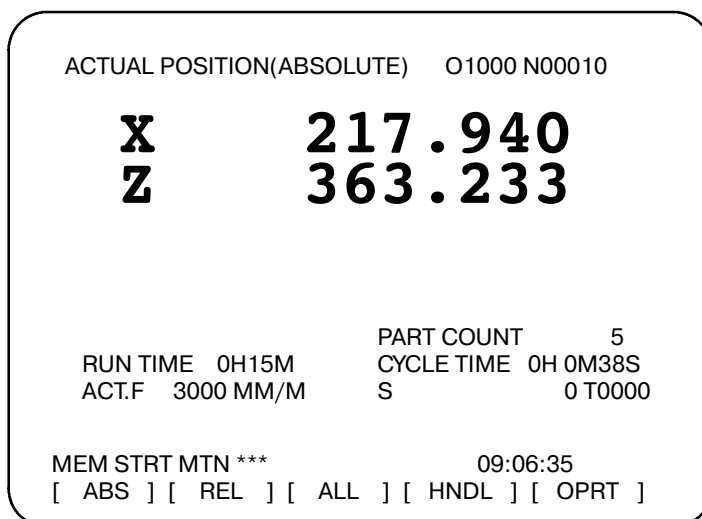 ACTUAL POSITION(ABSOLUTE) O1000 N00010
X 217.940
Z 363.233
PART COUNT 5
RUN TIME 0H15M CYCLE TIME 0H 0M38S
ACT.F 3000 MM/M S 0 T0000
MEM STRT MTN *** 09:06:35
[ ABS ] [ REL ] [ ALL ] [ HNDL ] [ OPRT ]